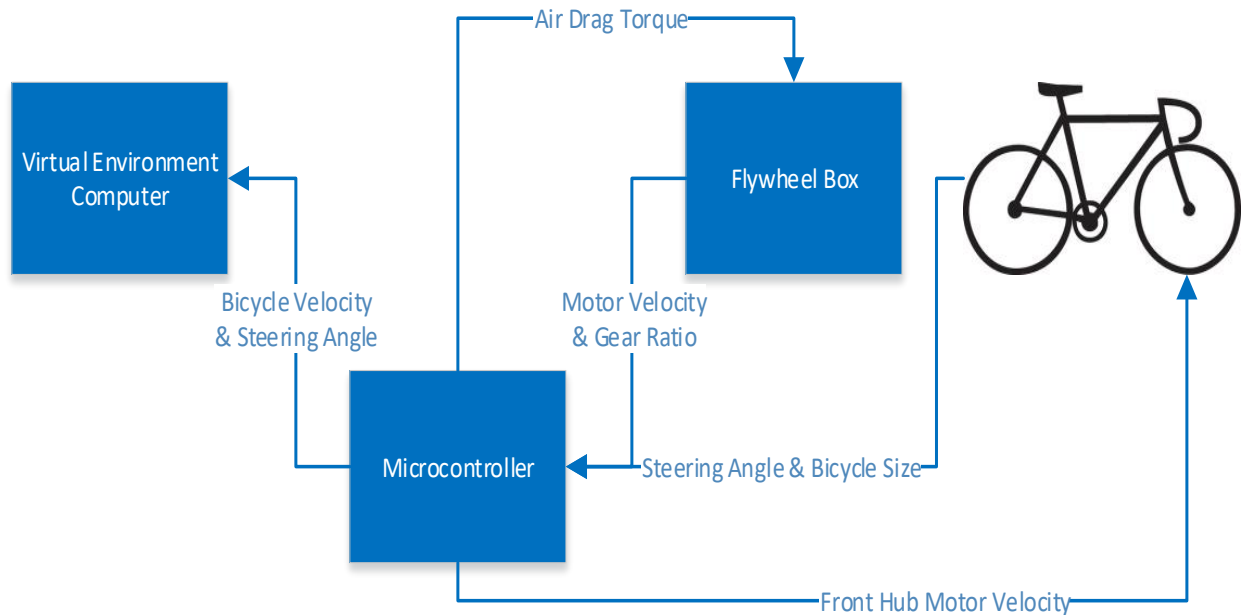 Air Drag Torque
Virtual Environment
Computer
Flywheel Box
Bicycle Velocity
& Steering Angle
Motor Velocity
& Gear Ratio
Microcontroller
Steering Angle & Bicycle Size
Front Hub Motor Velocity